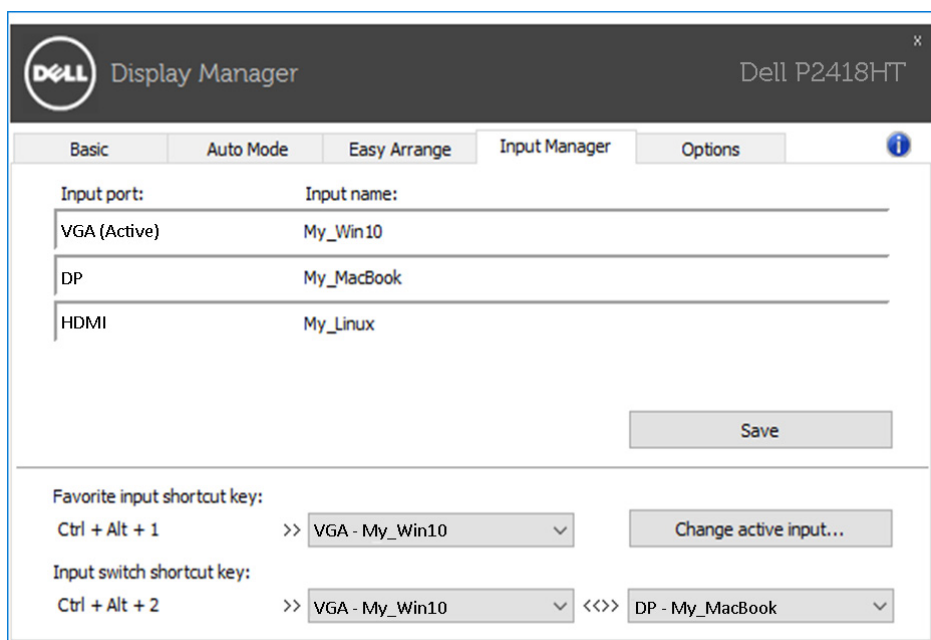 DELL Display Manager Dell P2418HT x
Basic Auto Mode Easy Arrange Input Manager Options i
Input port: Input name:
VGA (Active) My_Win10
DP My_MacBook
HDMI My_Linux
Save
Favorite input shortcut key:
Ctrl + Alt + 1 >> VGA - My_Win10 Change active input...
Input switch shortcut key:
Ctrl + Alt + 2 >> VGA - My_Win10 <<>> DP - My_MacBook